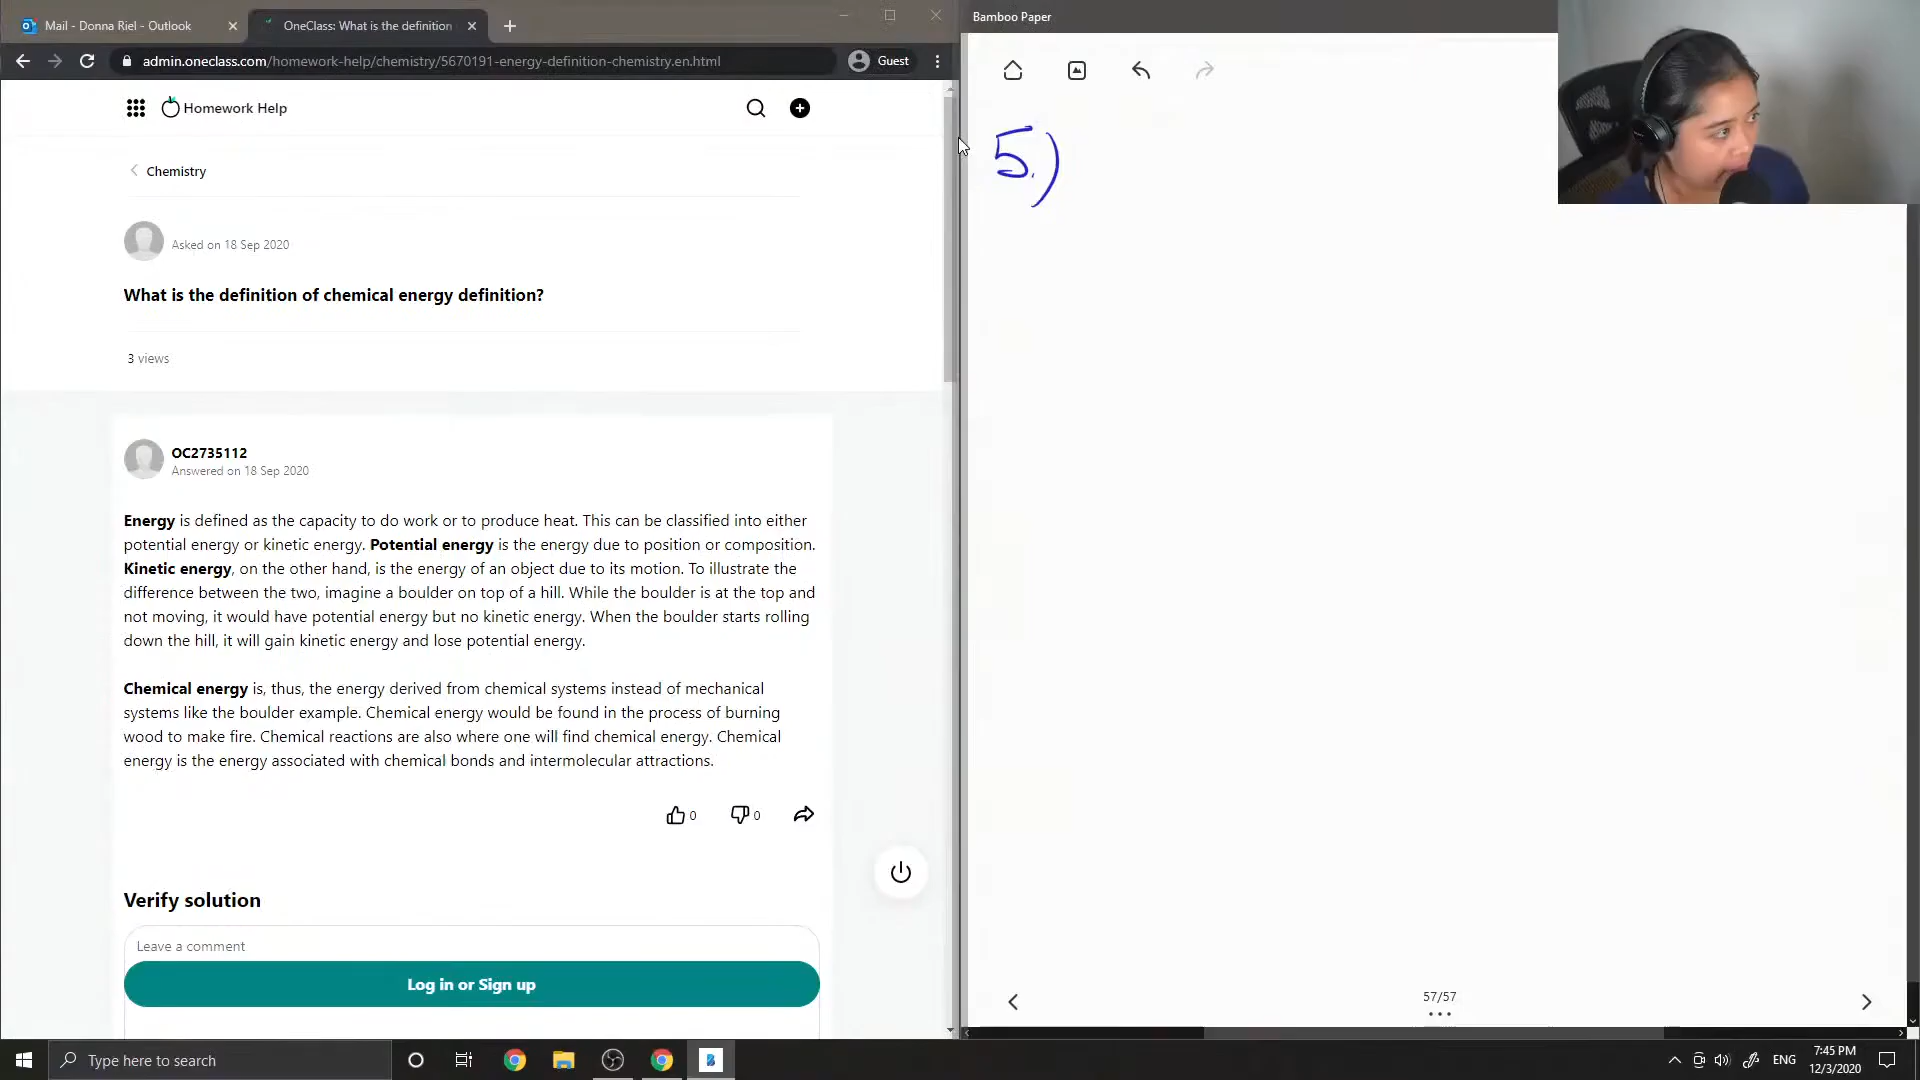 Mail - Donna Riel - Outlook
OneClass: What is the definition
Bamboo Paper
admin.oneclass.com/homework-help/chemistry/5670191-energy-definition-chemistry.en.html
Guest
Homework Help
5.)
Chemistry
Asked on 18 Sep 2020
What is the definition of chemical energy definition?
3 views
OC2735112
Answered on 18 Sep 2020
Energy is defined as the capacity to do work or to produce heat. This can be classified into either
potential energy or kinetic energy. Potential energy is the energy due to position or composition.
Kinetic energy, on the other hand, is the energy of an object due to its motion. To illustrate the
difference between the two, imagine a boulder on top of a hill. While the boulder is at the top and
not moving, it would have potential energy but no kinetic energy. When the boulder starts rolling
down the hill, it will gain kinetic energy and lose potential energy.
Chemical energy is, thus, the energy derived from chemical systems instead of mechanical
systems like the boulder example. Chemical energy would be found in the process of burning
wood to make fire. Chemical reactions are also where one will find chemical energy. Chemical
energy is the energy associated with chemical bonds and intermolecular attractions.
0
0
Verify solution
Leave a comment
Log in or Sign up
57/57
Type here to search
ENG
7:45 PM
12/3/2020